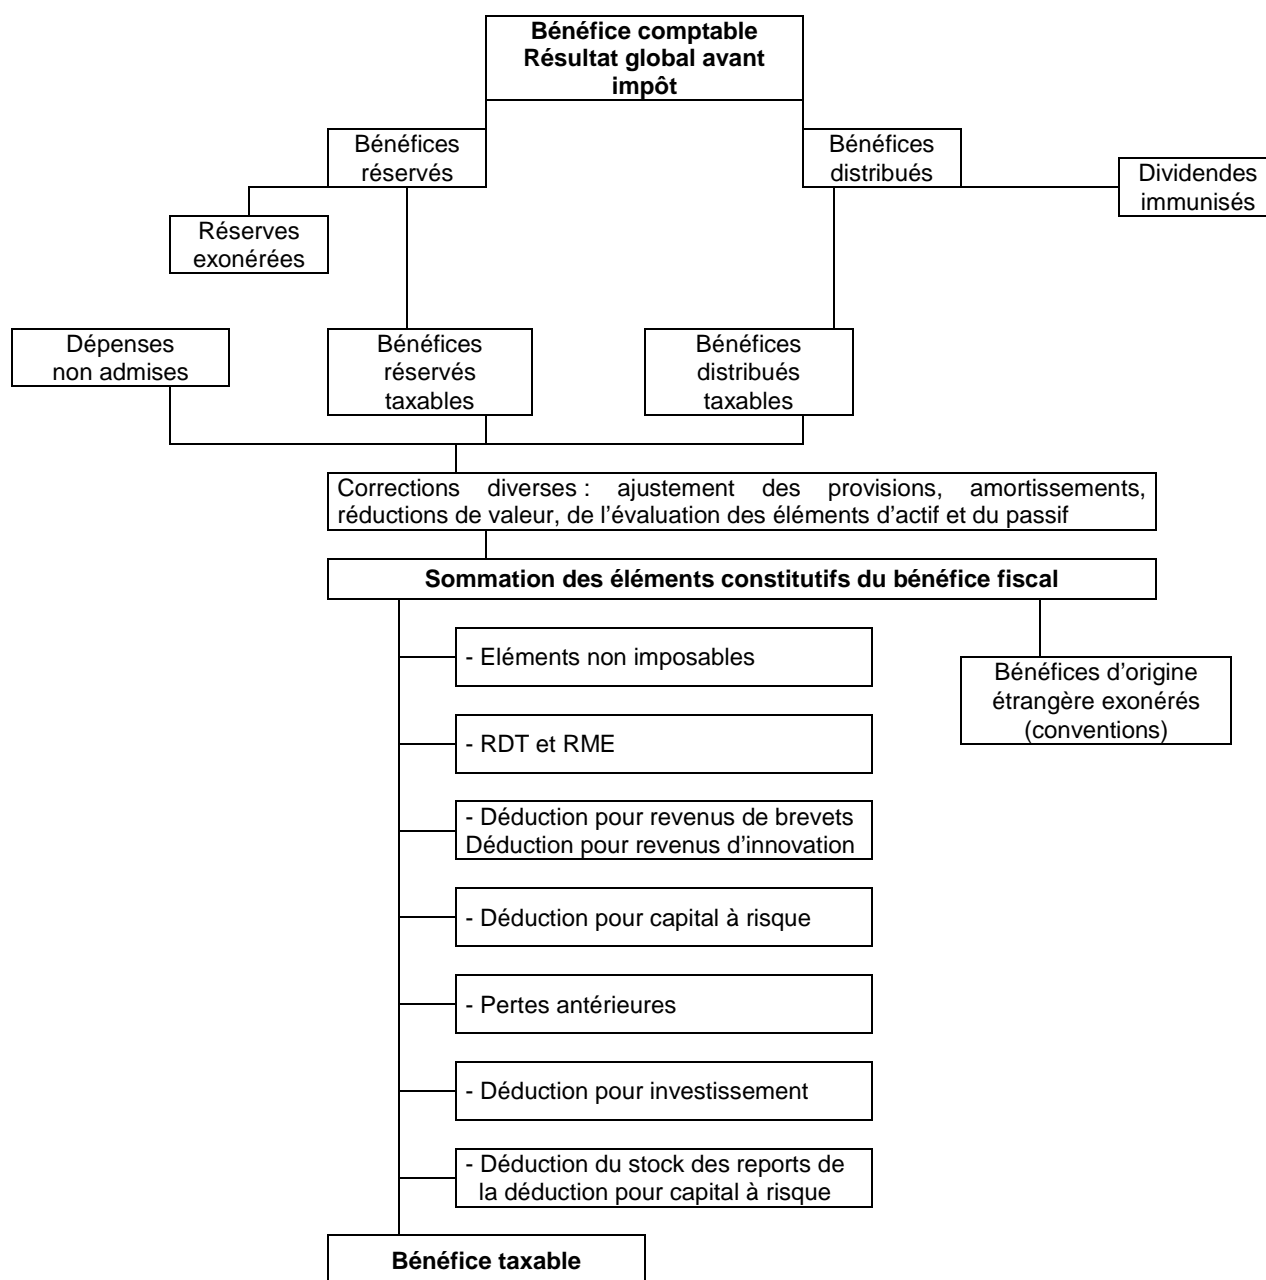 Bénéfice comptable
Résultat global avant
impôt
Bénéfices
réservés
Bénéfices
distribués
Dividendes
immunisés
Réserves
exonérées
Dépenses
non admises
Bénéfices
réservés
taxables
Bénéfices
distribués
taxables
Corrections diverses : ajustement des provisions, amortissements,
réductions de valeur, de l’évaluation des éléments d’actif et du passif
Sommation des éléments constitutifs du bénéfice fiscal
- Eléments non imposables
Bénéfices d’origine
étrangère exonérés
(conventions)
- RDT et RME
- Déduction pour revenus de brevets
Déduction pour revenus d’innovation
- Déduction pour capital à risque
- Pertes antérieures
- Déduction pour investissement
- Déduction du stock des reports de
la déduction pour capital à risque
Bénéfice taxable